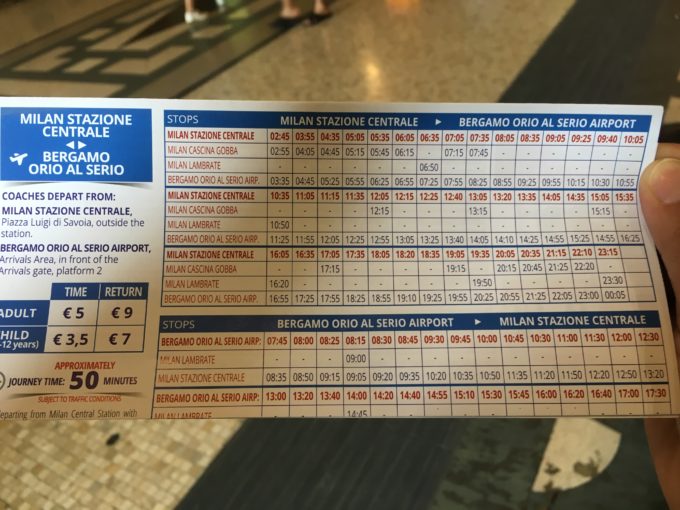 MILAN STAZIONE
CENTRALE
BERGAMO
ORIO AL SERIO
COACHES DEPART FROM:
MILAN STAZIONE CENTRALE,
Piazza Luigi di Savoia, outside the
station.
BERGAMO ORIO AL SERIO AIRPORT,
Arrivals Area, in front of the
Arrivals gate, platform 2
TIME RETURN
ADULT € 5 € 9
CHILD € 3,5 € 7
-12 years)
APPROXIMATELY
JOURNEY TIME: 50 MINUTES
SUBJECT TO TRAFFIC CONDITIONS
departing from Milan Central Station with
STOPS MILAN STAZIONE CENTRALE BERGAMO ORIO AL SERIO AIRPORT
MILAN STAZIONE CENTRALE 02:45 03:55 04:35 05:05 05:35 06:05 06:35 07:05 07:35 08:05 08:35 09:05 09:25 09:40 10:05
MILAN CASCINA GOBBA 02:55 04:05 04:45 05:15 05:45 06:15 - 07:15 07:45 - - - - - -
MILAN LAMBRATE - - - - - - 06:50 - - - - - - - -
BERGAMO ORIO AL SERIO AIRP. 03:35 04:45 05:25 05:55 06:25 06:55 07:25 07:55 08:25 08:55 09:25 09:55 10:15 10:30 10:55
MILAN STAZIONE CENTRALE 10:35 11:05 11:15 11:35 12:05 12:15 12:25 12:40 13:05 13:20 13:35 14:05 14:35 15:05 15:35
MILAN CASCINA GOBBA - - - - 12:15 - - - 13:15 - - - - 15:15 -
MILAN LAMBRATE 10:50 - - - - - - - - - - - - - -
BERGAMO ORIO AL SERIO AIRP. 11:25 11:55 12:05 12:25 12:55 13:05 13:25 13:40 14:10 14:28 14:55 16:25
MILAN STAZIONE CENTRALE 16:05 16:35 17:05 17:35 18:05 18:20 18:35 19:05 19:35 20:05 20:35 21:05 22:10 23:15
MILAN CASCINA GOBBA - - 17:15 - - - - 19:15 - 20:15 20:45 21:15 22:20 -
MILAN LAMBRATE 16:20 - - - - - - - 19:50 - - - - 23:30
BERGAMO ORIO AL SERIO AIRP. 16:55 17:25 17:55 18:25 18:55 19:10 19:25 19:55 20:25 20:55 21:25 22:05 23:00 00:05
STOPS BERGAMO ORIO AL SERIO AIRPORT MILAN STAZIONE CENTRALE
BERGAMO ORIO AL SERIO AIRP: 07:45 08:00 08:25 08:15 08:30 08:45 09:30 09:45 10:00 10:45 11:00 11:30 11:45 12:00 12:30
MILAN LAMBRATE - - - 09:00 - - - - - - - - - - -
MILAN STAZIONE CENTRALE 08:35 08:50 09:15 09:05 09:20 09:35 10:20 10:35 10:50 11:35 11:50 12:20 12:35 12:50 13:20
BERGAMO ORIO AL SERIO AIRP. 13:00 13:20 13:40 14:00 14:20 14:40 14:55 15:10 15:30 15:45 16:00 16:20 16:40 17:00 17:30
MILAN LAMBRATE 14:45